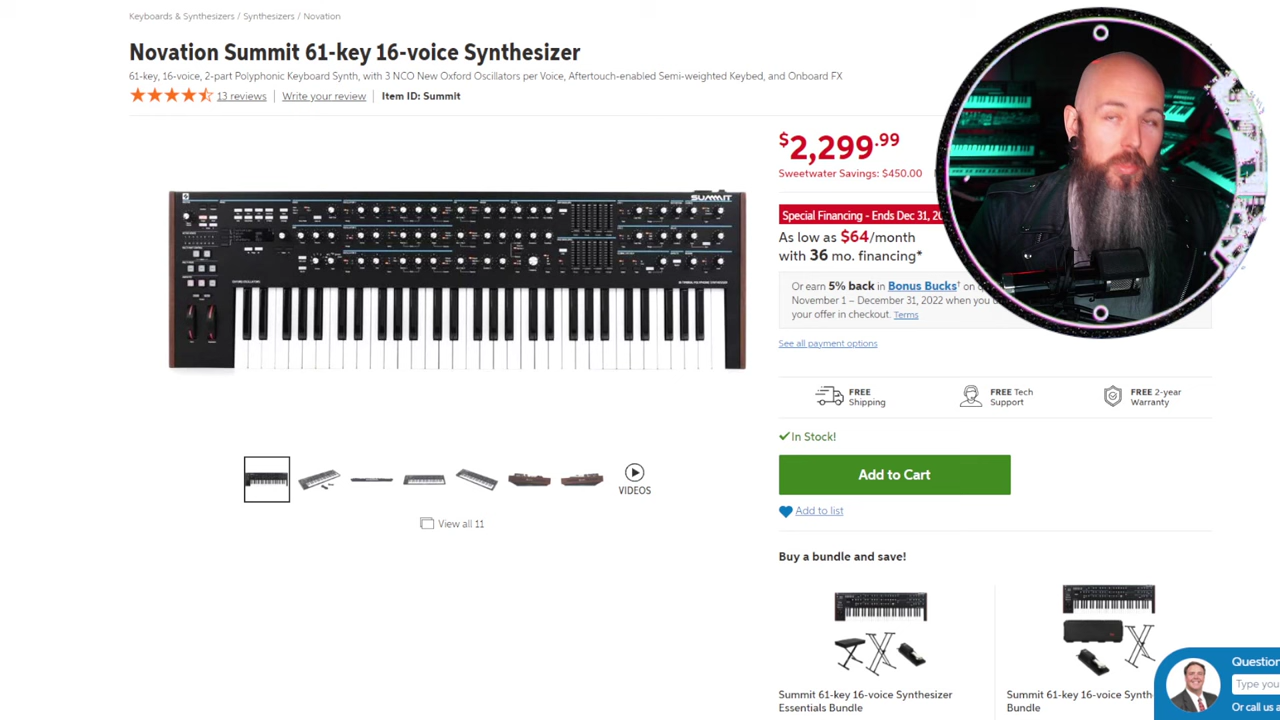 Keyboards & Synthesizers / Synthesizers / Novation
Novation Summit 61-key 16-voice Synthesizer
61-key, 16-voice, 2-part Polyphonic Keyboard Synth, with 3 NCO New Oxford Oscillators per Voice, Aftertouch-enabled Semi-weighted Keybed, and Onboard FX
13 reviews | Write your review | Item ID: Summit
$2,299.99
Sweetwater Savings: $450.00
Special Financing - Ends Dec 31, 20
As low as $64/month
with 36 mo. financing*
Or earn 5% back in Bonus Bucks† on
November 1 – December 31, 2022 when you
your offer in checkout. Terms
See all payment options
FREE Shipping
FREE Tech Support
FREE 2-year Warranty
In Stock!
Add to Cart
Add to list
SUMMIT
VIDEOS
View all 11
Buy a bundle and save!
Summit 61-key 16-voice Synthesizer
Essentials Bundle
Summit 61-key 16-voice Synth
Bundle
Question
Type you
Or call us a